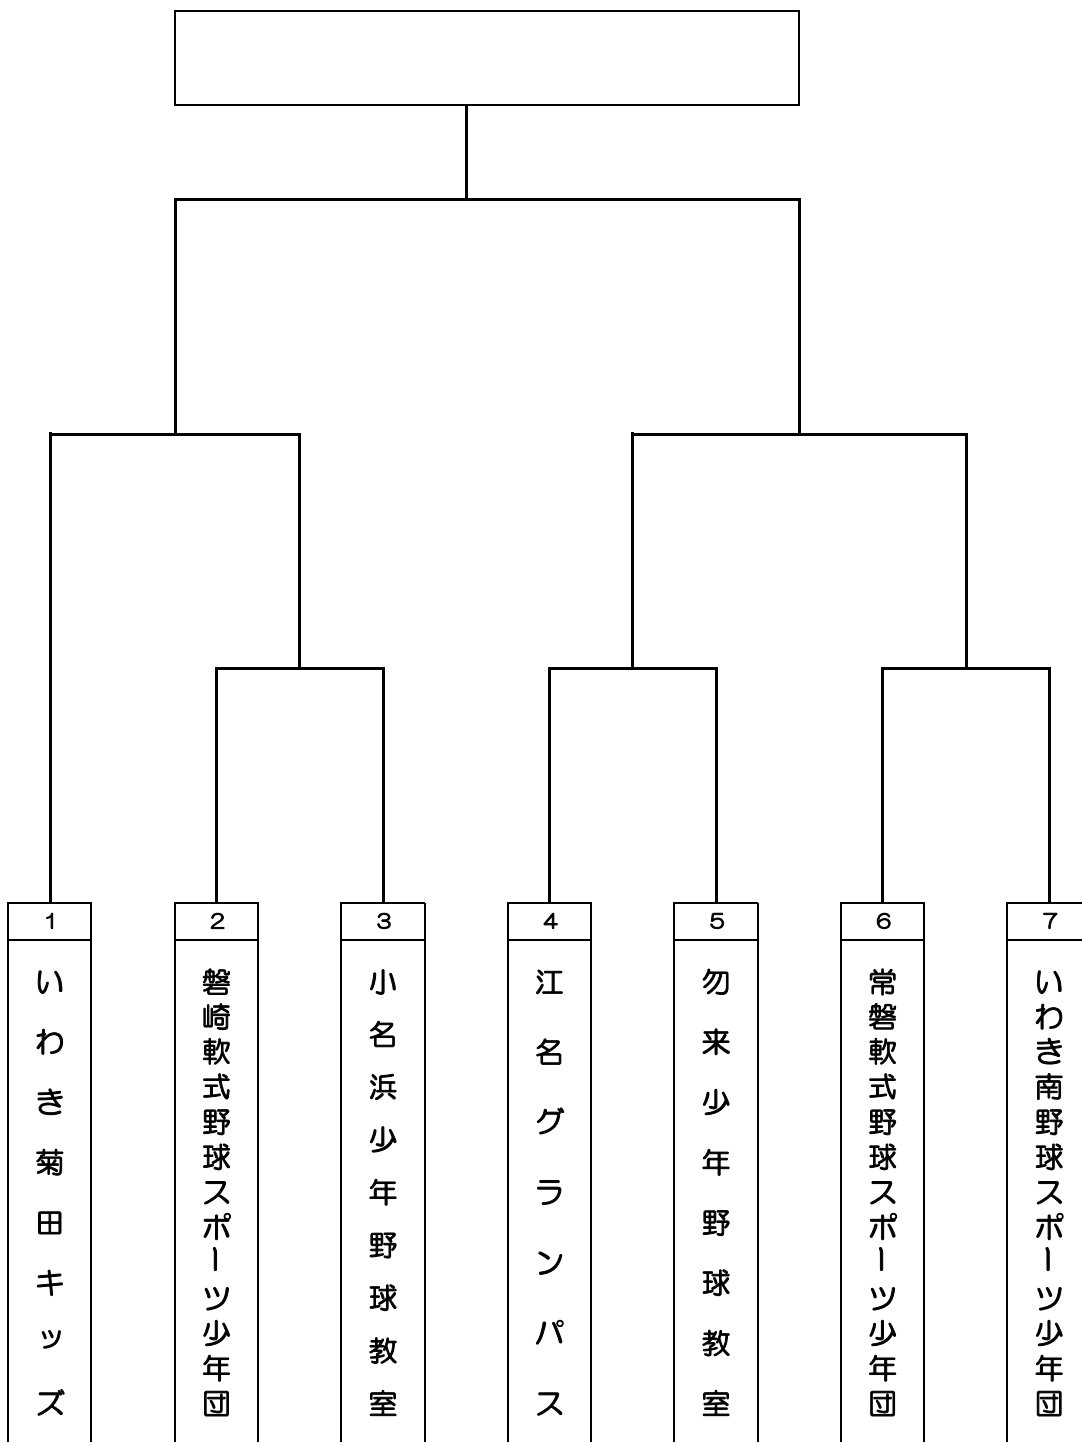 1
いわき菊田キッズ
2
磐崎軟式野球スポーツ少年団
3
小名浜少年野球教室
4
江名グランパス
5
勿来少年野球教室
6
常磐軟式野球スポーツ少年団
7
いわき南野球スポーツ少年団